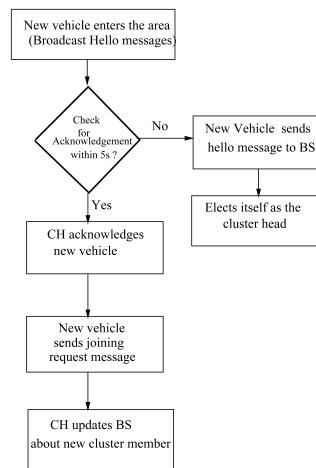 New vehicle enters the area
(Broadcast Hello messages)
Check
for
Acknowledgement
within 5s ?
No
New Vehicle sends
hello message to BS
Elects itself as the
cluster head
Yes
CH acknowledges
new vehicle
New vehicle
sends joining
request message
CH updates BS
about new cluster member